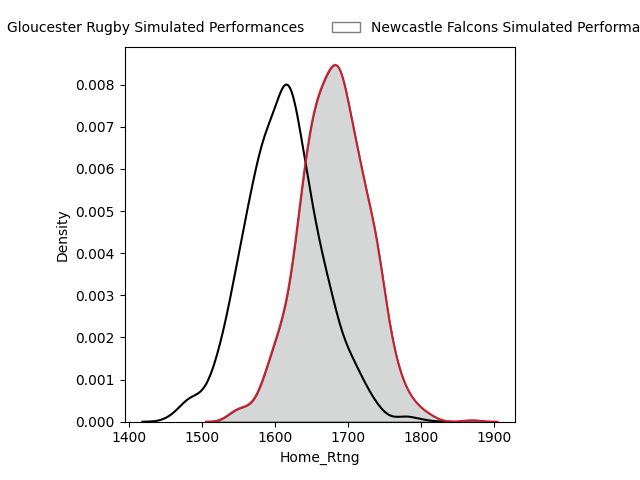 Gloucester Rugby Simulated Performances Newcastle Falcons Simulated Performa
0.008
0.007
0.006
0.005
0.004
0.003
0.002
0.001
0.000
Density
1400 1500 1600 1700 1800 1900
Home_Rtng